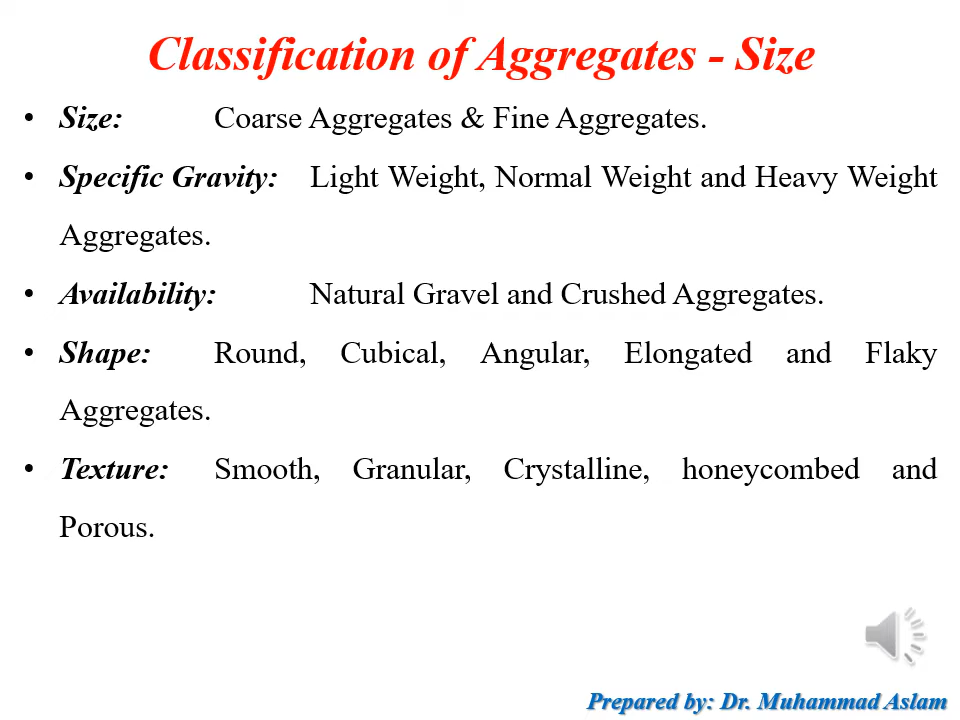 Classification of Aggregates - Size
• Size: Coarse Aggregates & Fine Aggregates.
• Specific Gravity: Light Weight, Normal Weight and Heavy Weight
Aggregates.
• Availability: Natural Gravel and Crushed Aggregates.
• Shape: Round, Cubical, Angular, Elongated and Flaky
Aggregates.
• Texture: Smooth, Granular, Crystalline, honeycombed and
Porous.
Prepared by: Dr. Muhammad Aslam